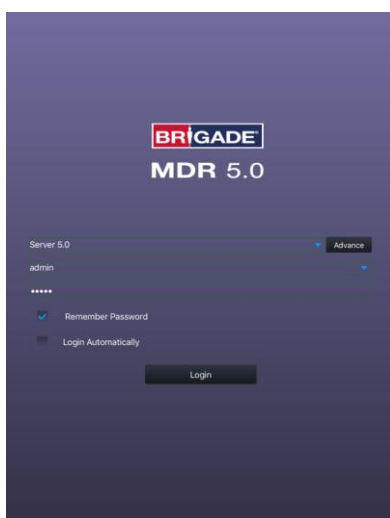 BRIGADE
MDR 5.0
Server 5.0 Advance
admin
•••••
Remember Password
Login Automatically
Login